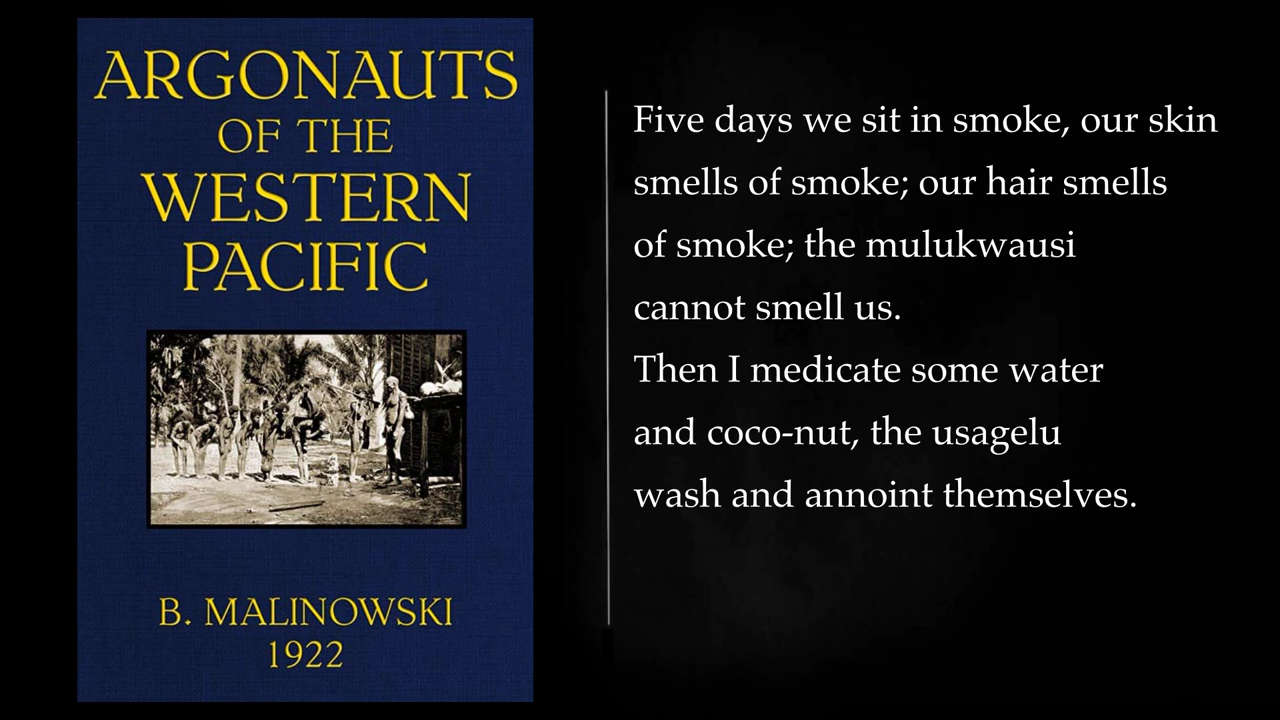 ARGONAUTS
OF THE
WESTERN
PACIFIC
B. MALINOWSKI
1922
Five days we sit in smoke, our skin
smells of smoke; our hair smells
of smoke; the mulukwausi
cannot smell us.
Then I medicate some water
and coco-nut, the usagelu
wash and annoint themselves.